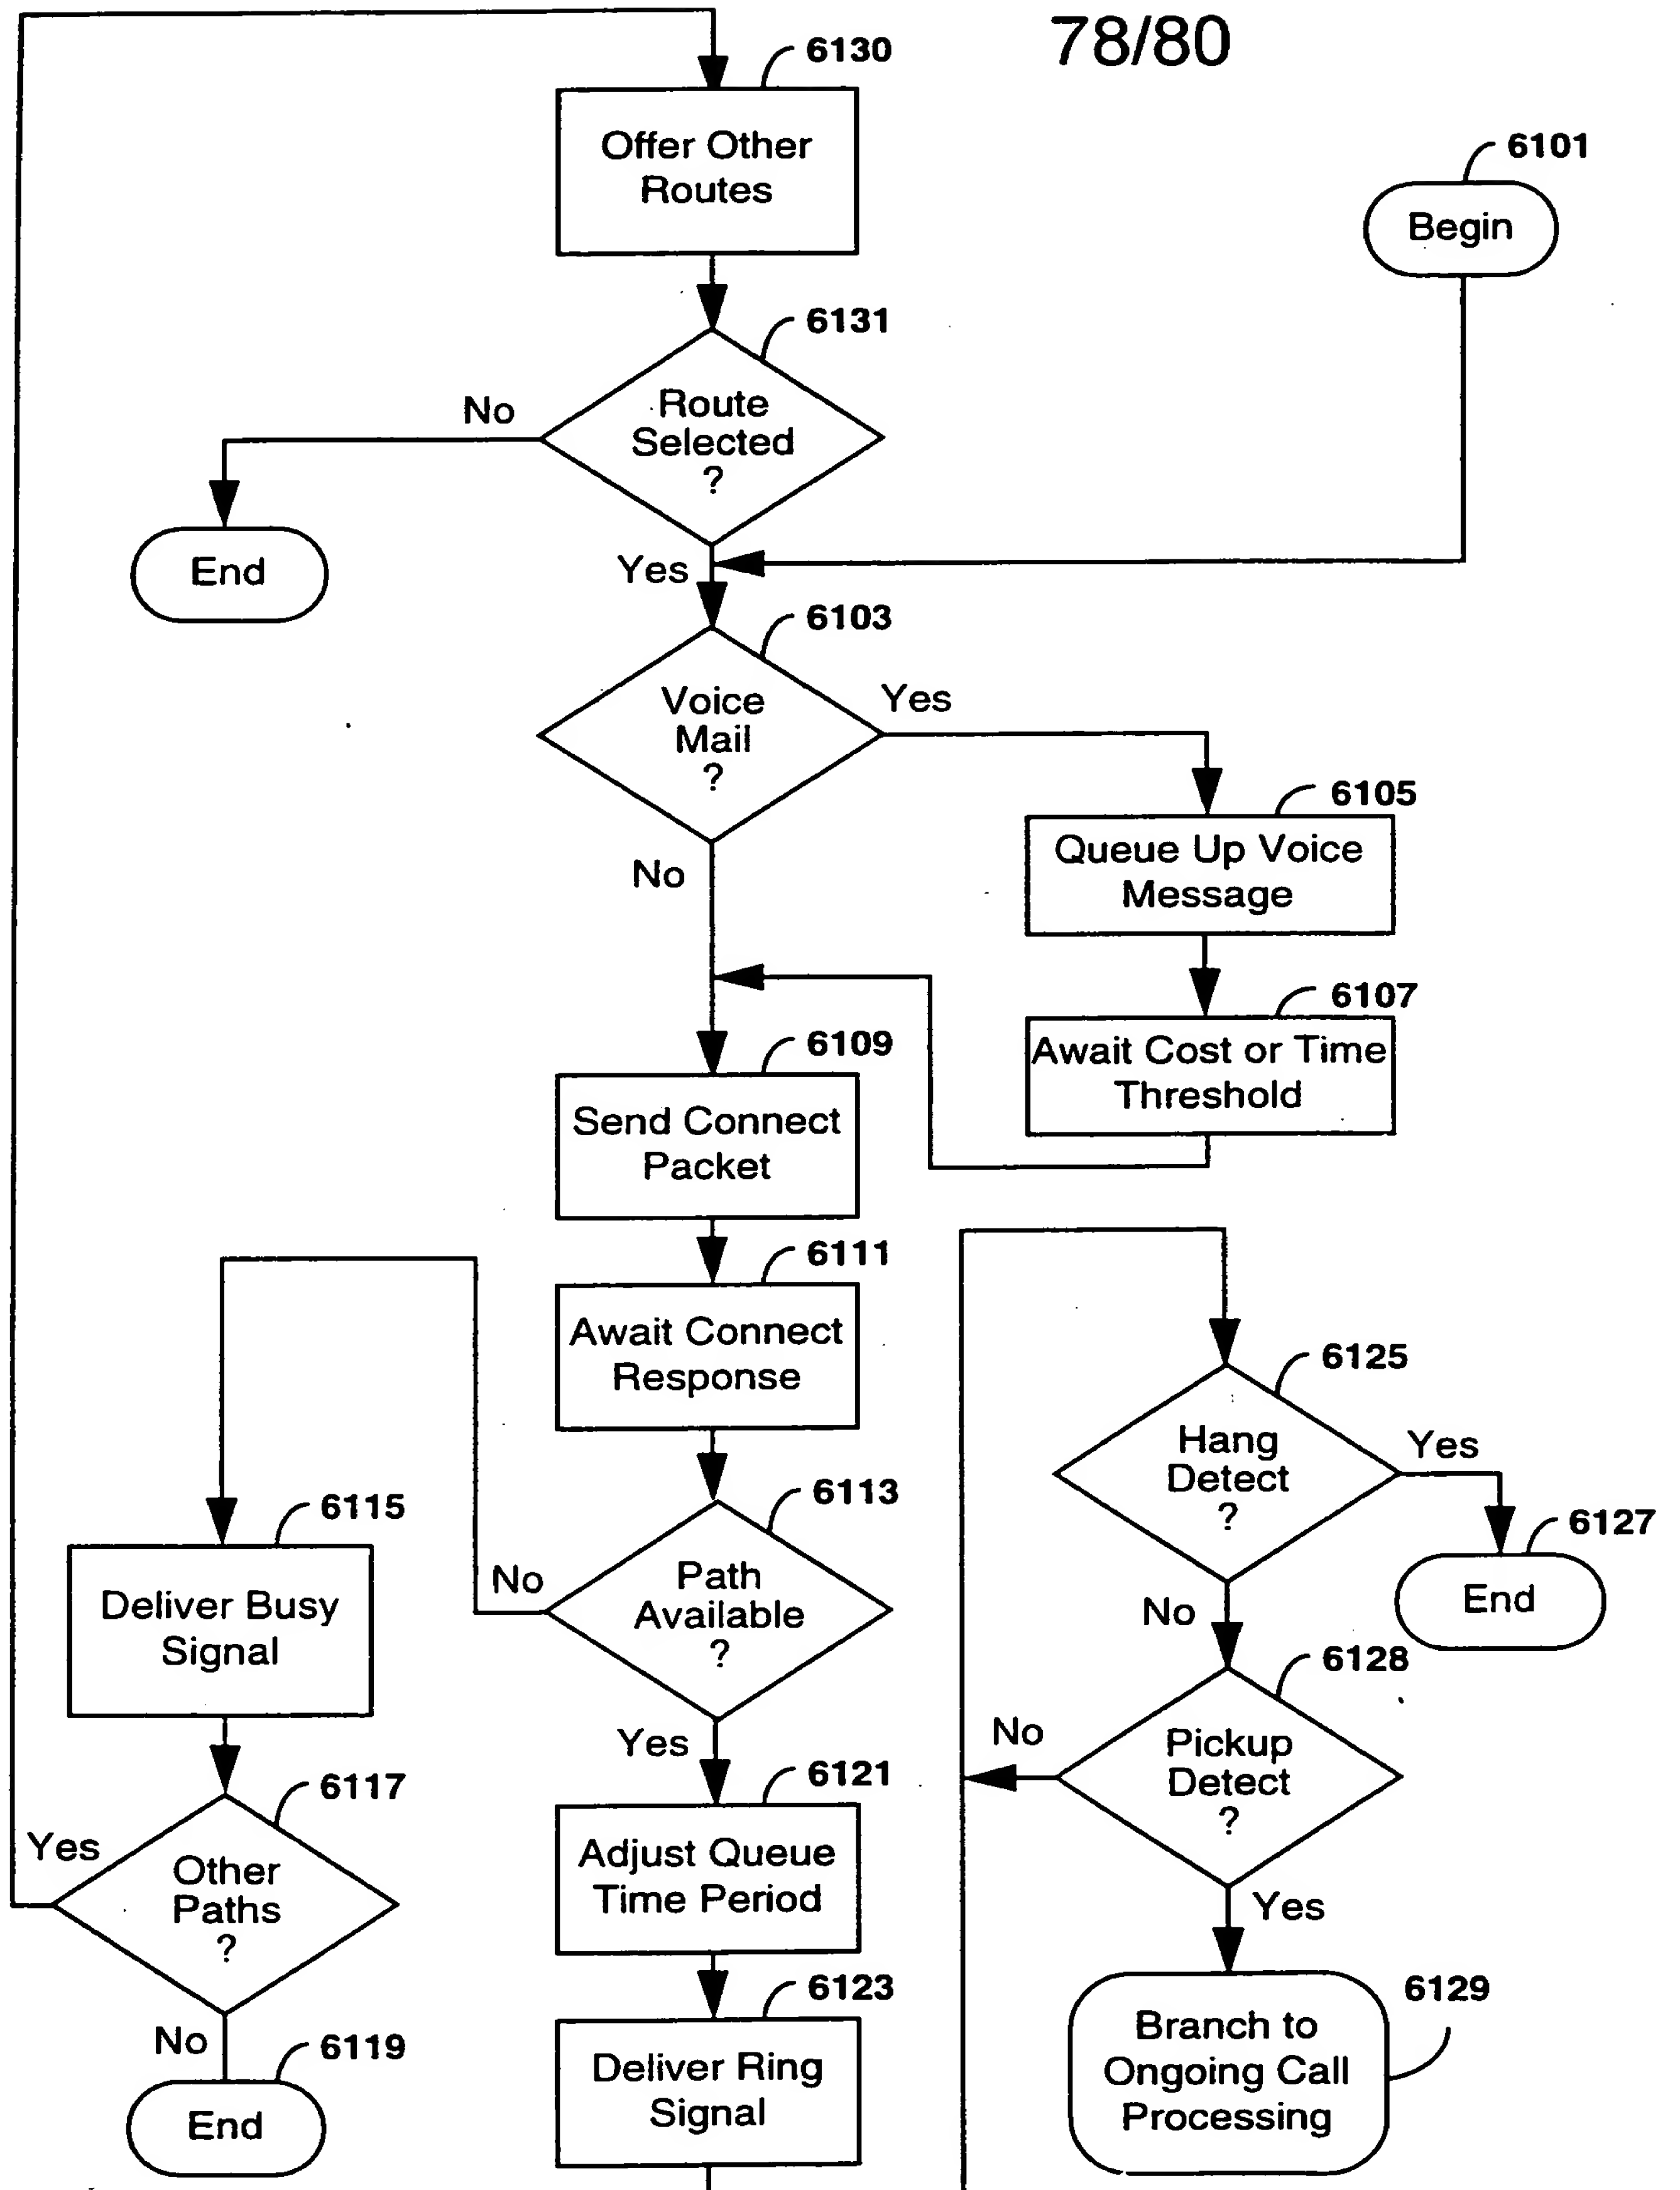 78/80
6130
Offer Other
Routes
6101
Begin
6131
Route
Selected
?
No
End
Yes
6103
Voice
Mail
?
Yes
No
6105
Queue Up Voice
Message
6107
Await Cost or Time
Threshold
6109
Send Connect
Packet
6111
Await Connect
Response
6113
Path
Available
?
No
Yes
6115
Deliver Busy
Signal
6117
Other
Paths
?
Yes
No
6119
End
6121
Adjust Queue
Time Period
6123
Deliver Ring
Signal
6125
Hang
Detect
?
Yes
6127
End
No
6128
Pickup
Detect
?
No
Yes
6129
Branch to
Ongoing Call
Processing